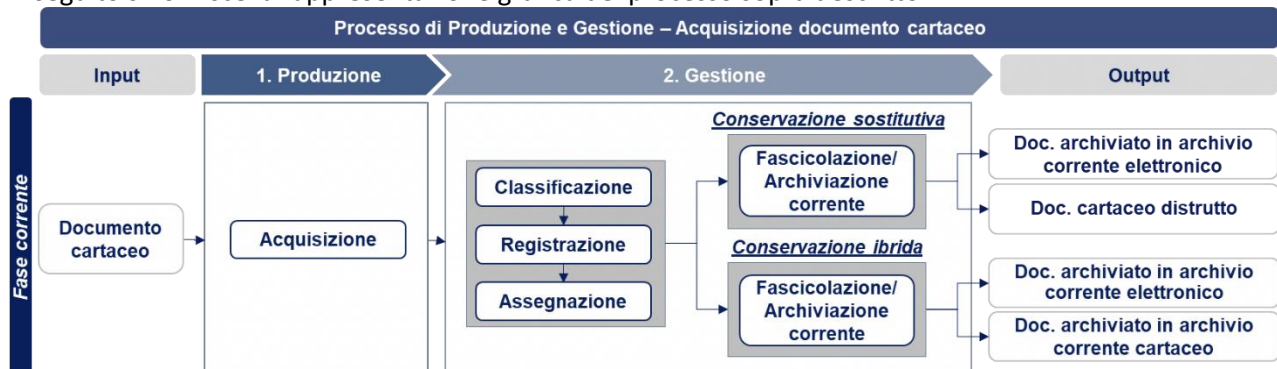 Processo di Produzione e Gestione – Acquisizione documento cartaceo
Input
1. Produzione
2. Gestione
Output
Fase corrente
Documento
cartaceo
Acquisizione
Classificazione
Registrazione
Assegnazione
Conservazione sostitutiva
Fascicolazione/
Archiviazione
corrente
Conservazione ibrida
Fascicolazione/
Archiviazione
corrente
Doc. archiviato in archivio
corrente elettronico
Doc. cartaceo distrutto
Doc. archiviato in archivio
corrente elettronico
Doc. archiviato in archivio
corrente cartaceo